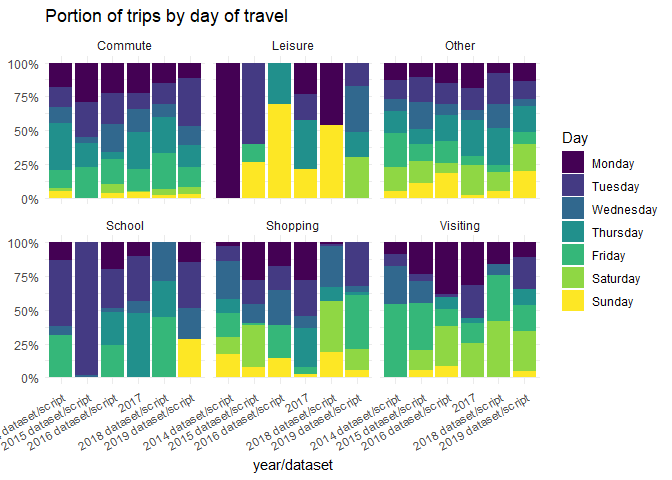 Portion of trips by day of travel
Commute
Leisure
Other
100%
75%
50%
25%
0%
School
Shopping
Visiting
100%
75%
50%
25%
0%
dataset/script
2015 dataset/script
2016 dataset/script
2017
2018 dataset/script
2019 dataset/script
2014 dataset/script
2015 dataset/script
2016 dataset/script
2017
2018 dataset/script
2019 dataset/script
2014 dataset/script
2015 dataset/script
2016 dataset/script
2017
2018 dataset/script
2019 dataset/script
year/dataset
Day
Monday
Tuesday
Wednesday
Thursday
Friday
Saturday
Sunday